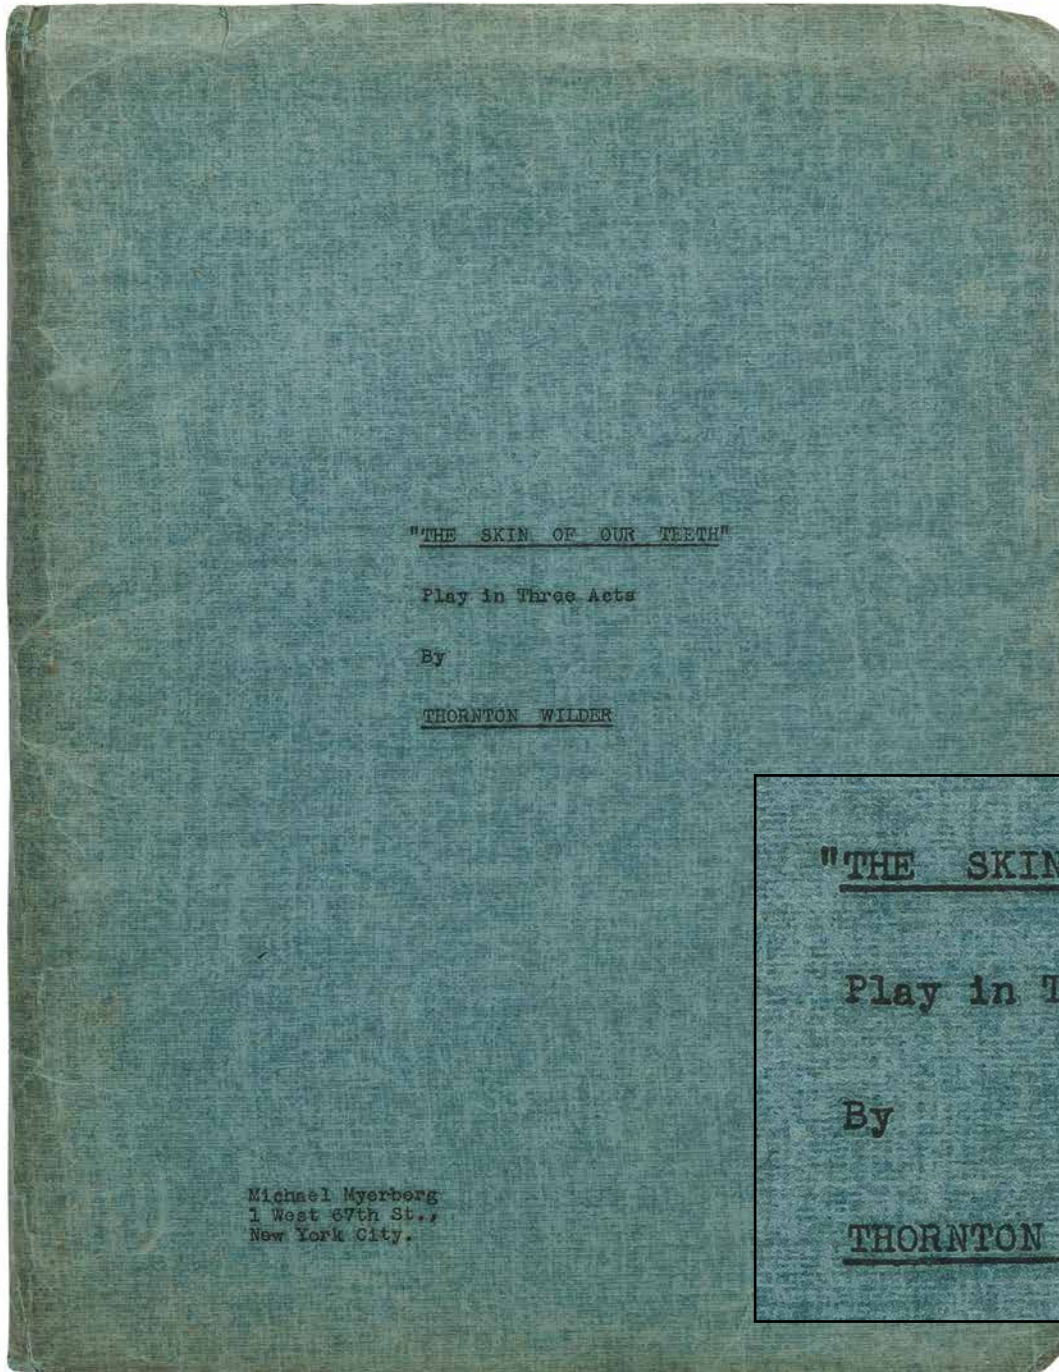 "THE SKIN OF OUR TEETH"
Play in Three Acts
By
THORNTON WILDER
Michael Myerberg
1 West 67th St.,
New York City.
"THE SKIN
Play in T
By
THORNTON